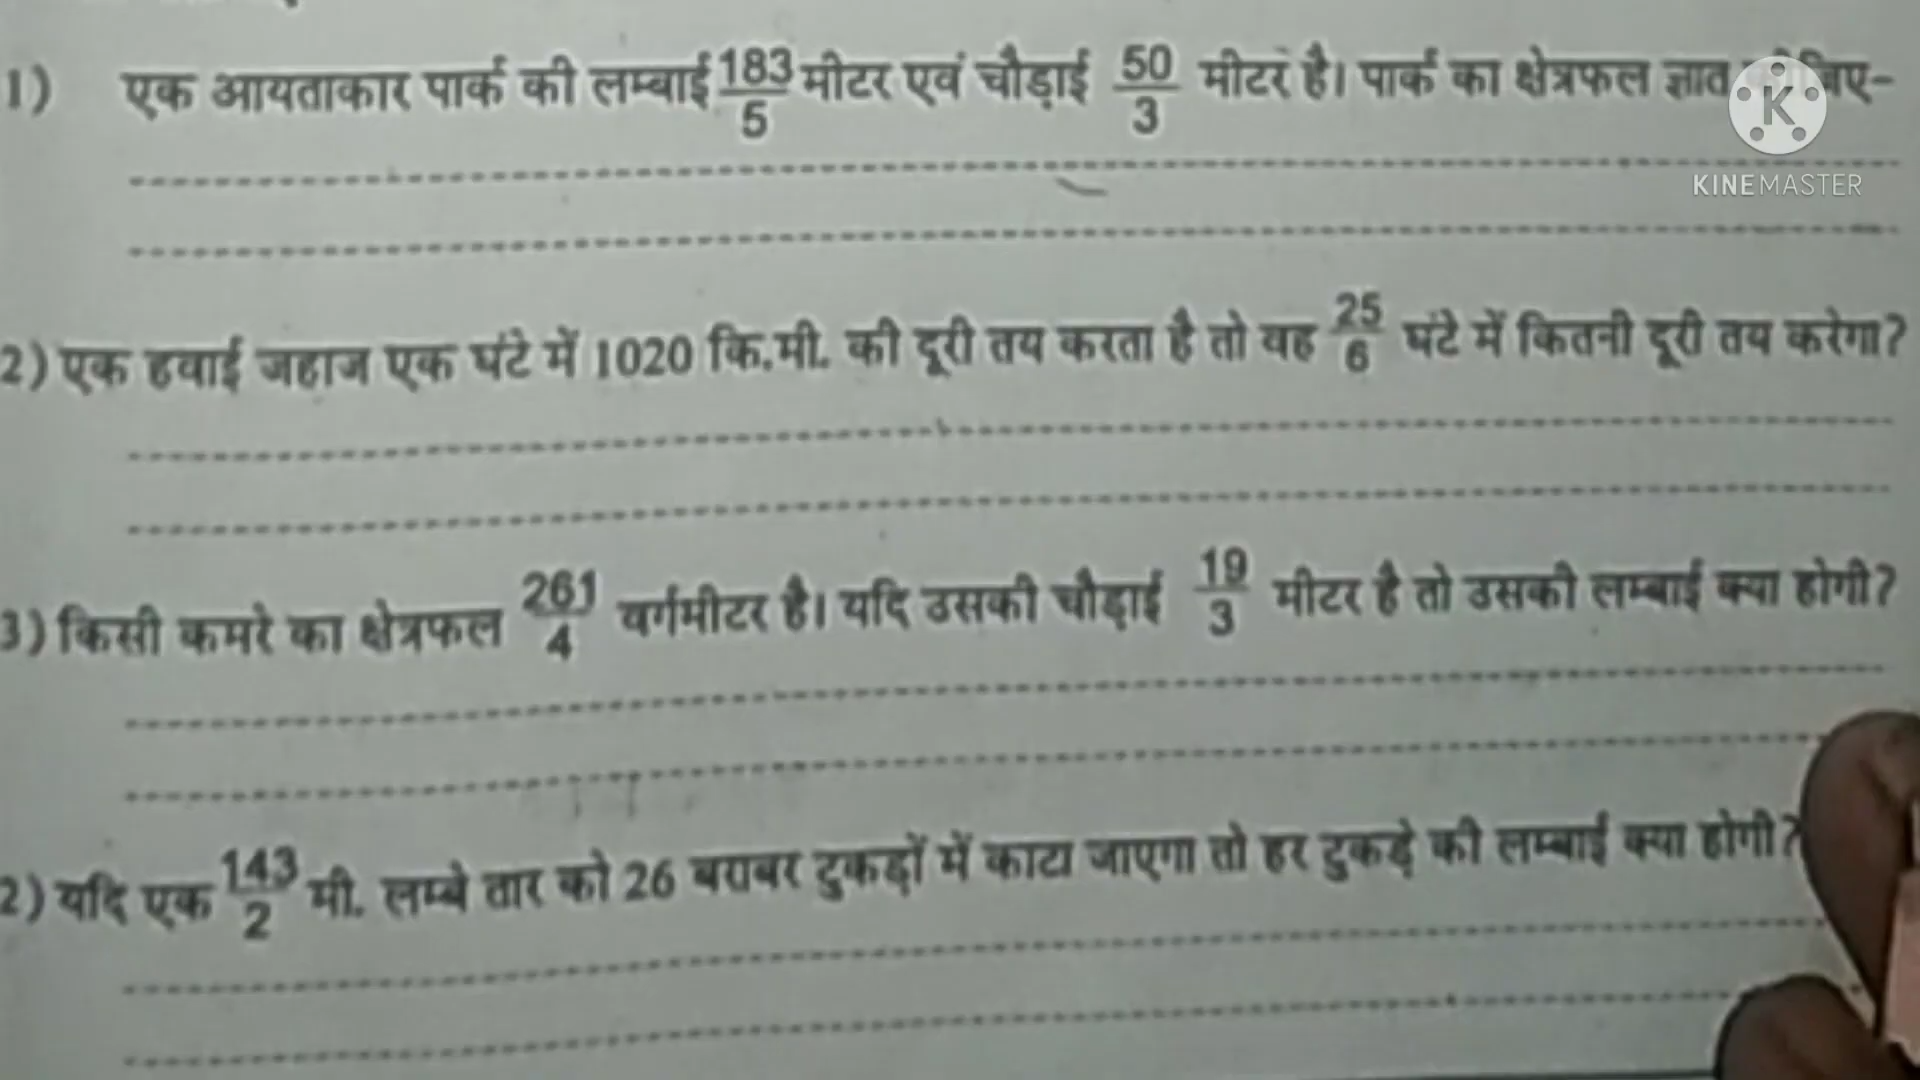 1) एक आयताकार पार्क की लम्बाई 183/5 मीटर एवं चौड़ाई 50/3 मीटर है। पार्क का क्षेत्रफल ज्ञात
KINEMASTER
2) एक हवाई जहाज एक घंटे में 1020 कि.मी. की दूरी तय करता है तो वह 25/6 घंटे में कितनी दूरी तय करेगा?
3) किसी कमरे का क्षेत्रफल 261/4 वर्गमीटर है। यदि उसकी चौड़ाई 19/3 मीटर है तो उसकी लम्बाई क्या होगी?
2) यदि एक 143/2 मी. लम्बे तार को 26 बराबर टुकड़ों में काटा जाएगा तो हर टुकड़े की लम्बाई क्या होगी?